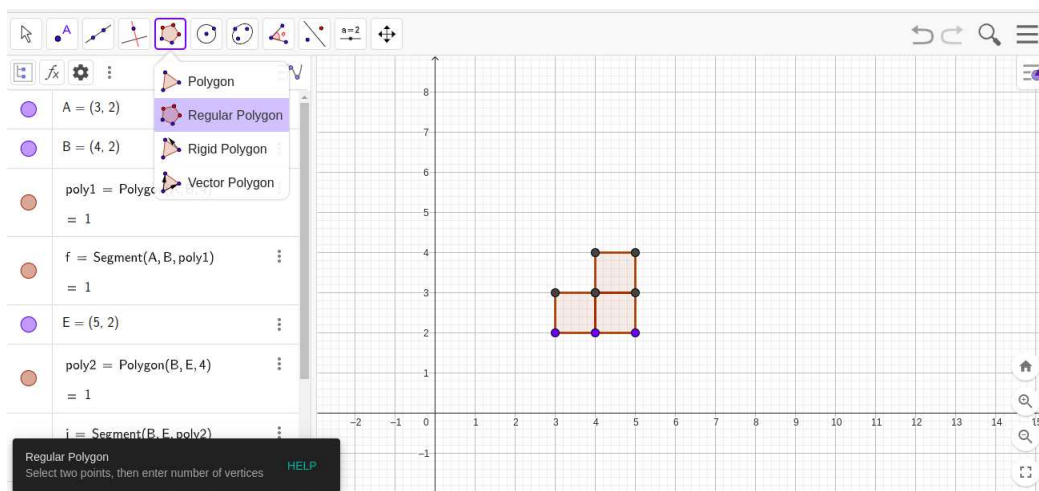 A
a=2
fx
Polygon
Regular Polygon
Rigid Polygon
Vector Polygon
A = (3, 2)
B = (4, 2)
poly1 = Polygo
= 1
f = Segment(A, B, poly1)
= 1
E = (5, 2)
poly2 = Polygon(B, E, 4)
= 1
i = Segment(B, E, poly2)
Regular Polygon
Select two points, then enter number of vertices
HELP
8
7
6
5
4
3
2
1
−2 −1 0 1 2 3 4 5 6 7 8 9 10 11 12 13 14 15
−1